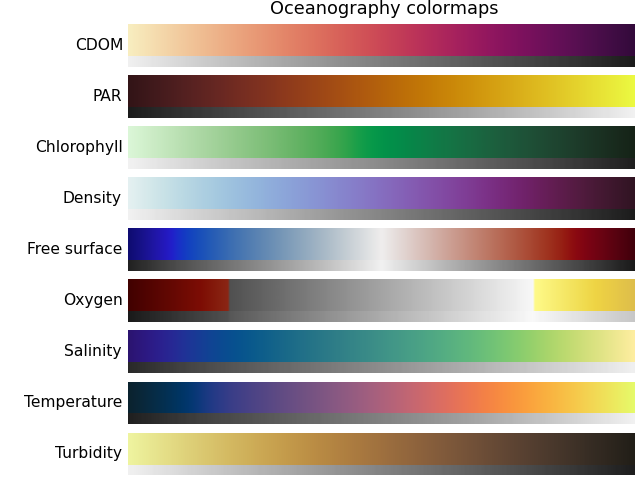 Oceanography colormaps
CDOM
PAR
Chlorophyll
Density
Free surface
Oxygen
Salinity
Temperature
Turbidity